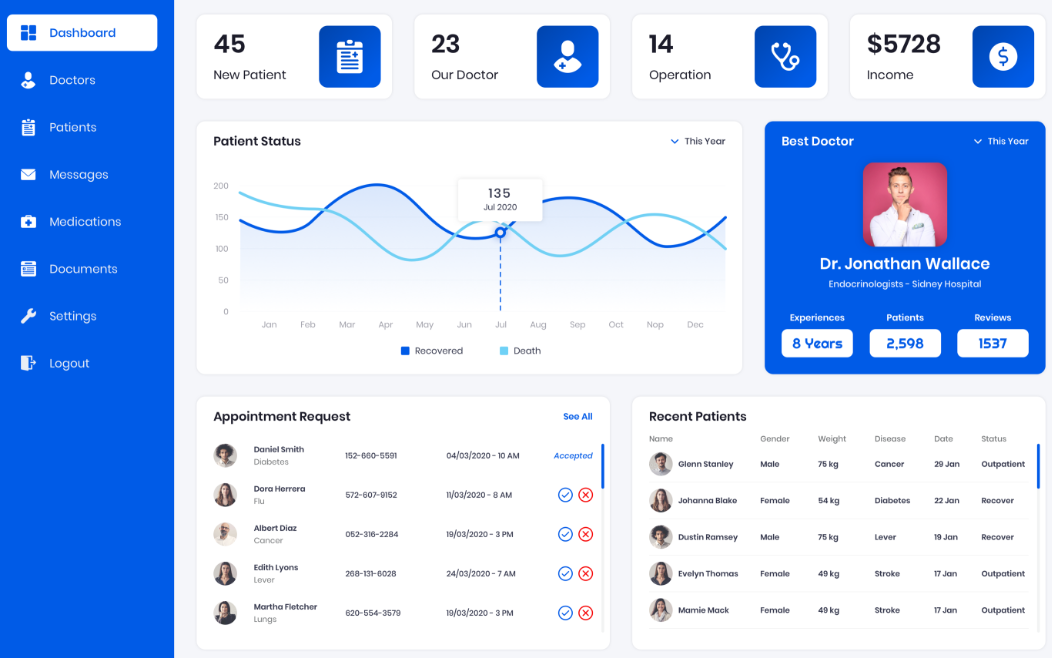 Dashboard
Doctors
Patients
Messages
Medications
Documents
Settings
Logout
45
New Patient
23
Our Doctor
14
Operation
$5728
Income
Patient Status
This Year
200
150
100
50
0
135
Jul 2020
Jan Feb Mar Apr May Jun Jul Aug Sep Oct Nop Dec
Recovered Death
Best Doctor
This Year
Dr. Jonathan Wallace
Endocrinologists - Sidney Hospital
Experiences Patients Reviews
8 Years 2,598 1537
Appointment Request
See All
Daniel Smith
Diabetes
152-660-5591
04/03/2020 - 10 AM
Accepted
Dora Herrera
Flu
572-607-9152
11/03/2020 - 8 AM
Albert Diaz
Cancer
052-316-2284
19/03/2020 - 3 PM
Edith Lyons
Lever
268-131-6028
24/03/2020 - 7 AM
Martha Fletcher
Lungs
620-554-3579
19/03/2020 - 3 PM
Recent Patients
Name Gender Weight Disease Date Status
Glenn Stanley Male 75 kg Cancer 29 Jan Outpatient
Johanna Blake Female 54 kg Diabetes 22 Jan Recover
Dustin Ramsey Male 75 kg Lever 19 Jan Recover
Evelyn Thomas Female 49 kg Stroke 17 Jan Outpatient
Mamie Mack Female 49 kg Stroke 17 Jan Outpatient